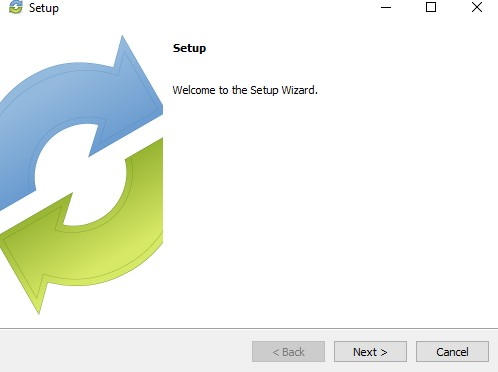 Setup
Setup
Welcome to the Setup Wizard.
< Back
Next >
Cancel